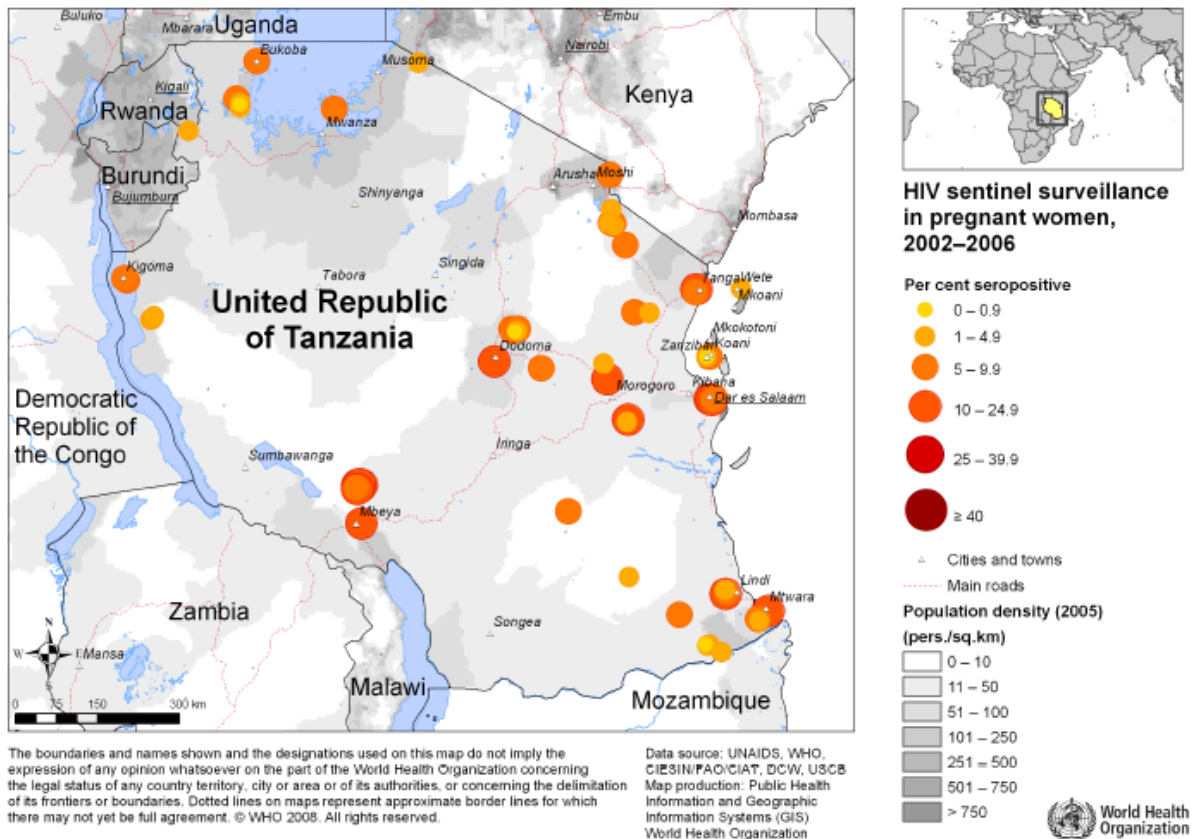 Buluko
Mbarara
Uganda
Embu
Bukoba
Musoma
Nairobi
Kigali
Rwanda
Mwanza
Kenya
Burundi
Bujumbura
Shinyanga
Arusha
Moshi
Mombasa
Kigoma
Tabora
Singida
Tanga
Wete
Mkoani
United Republic
of Tanzania
Mkokotoni
Zanzibar
Koani
Dodoma
Kibaha
Morogoro
Dar es Salaam
Democratic
Republic of
the Congo
Iringa
Sumbawanga
Mbeya
Lindi
Mtwara
Zambia
Songea
N
W
E
S
Mansa
Malawi
Mozambique
0 75 150 300 km
HIV sentinel surveillance
in pregnant women,
2002–2006
Per cent seropositive
0 – 0.9
1 – 4.9
5 – 9.9
10 – 24.9
25 – 39.9
≥ 40
Cities and towns
Main roads
Population density (2005)
(pers./sq.km)
0 – 10
11 – 50
51 – 100
101 – 250
251 – 500
501 – 750
> 750
The boundaries and names shown and the designations used on this map do not imply the
expression of any opinion whatsoever on the part of the World Health Organization concerning
the legal status of any country territory, city or area or of its authorities, or concerning the delimitation
of its frontiers or boundaries. Dotted lines on maps represent approximate border lines for which
there may not yet be full agreement. © WHO 2008. All rights reserved.
Data source: UNAIDS, WHO,
CIESIN/FAO/CIAT, DCW, USCB
Map production: Public Health
Information and Geographic
Information Systems (GIS)
World Health Organization
World Health
Organization